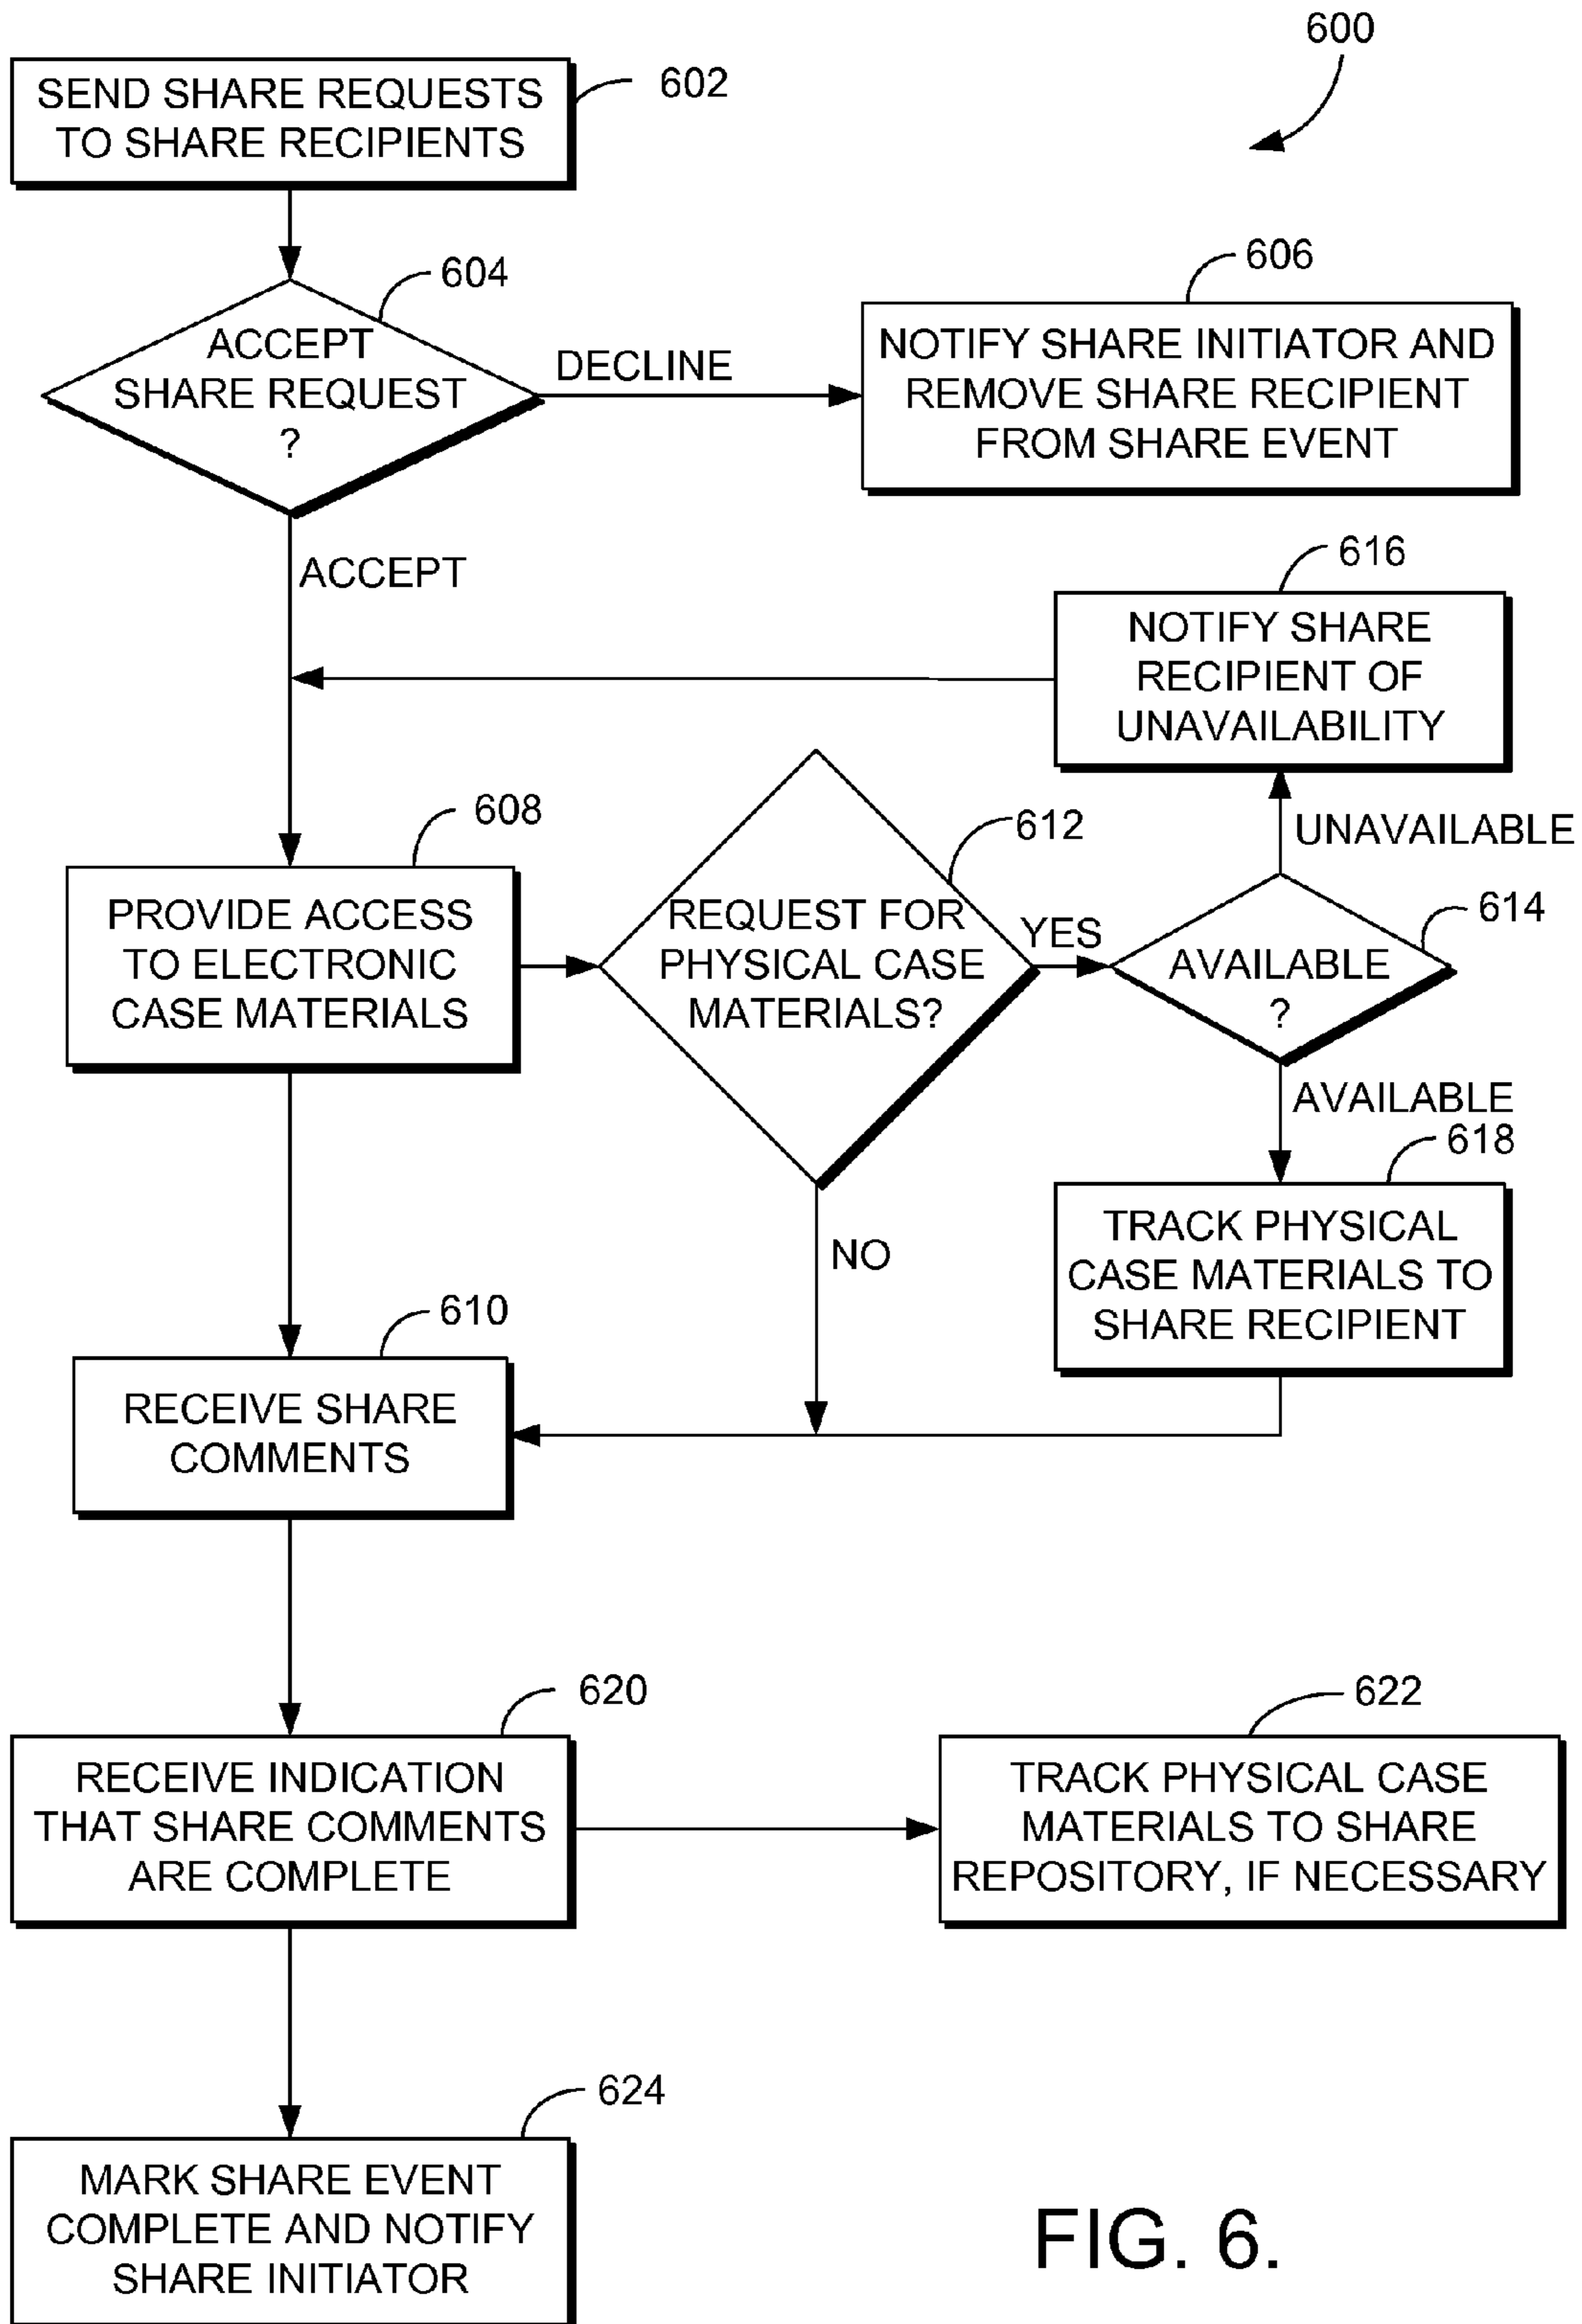 600
SEND SHARE REQUESTS
TO SHARE RECIPIENTS
602
604
ACCEPT
SHARE REQUEST
?
DECLINE
606
NOTIFY SHARE INITIATOR AND
REMOVE SHARE RECIPIENT
FROM SHARE EVENT
ACCEPT
616
NOTIFY SHARE
RECIPIENT OF
UNAVAILABILITY
608
PROVIDE ACCESS
TO ELECTRONIC
CASE MATERIALS
612
REQUEST FOR
PHYSICAL CASE
MATERIALS?
YES
UNAVAILABLE
614
AVAILABLE
?
AVAILABLE
618
TRACK PHYSICAL
CASE MATERIALS TO
SHARE RECIPIENT
NO
610
RECEIVE SHARE
COMMENTS
620
RECEIVE INDICATION
THAT SHARE COMMENTS
ARE COMPLETE
622
TRACK PHYSICAL CASE
MATERIALS TO SHARE
REPOSITORY, IF NECESSARY
624
MARK SHARE EVENT
COMPLETE AND NOTIFY
SHARE INITIATOR
FIG. 6.